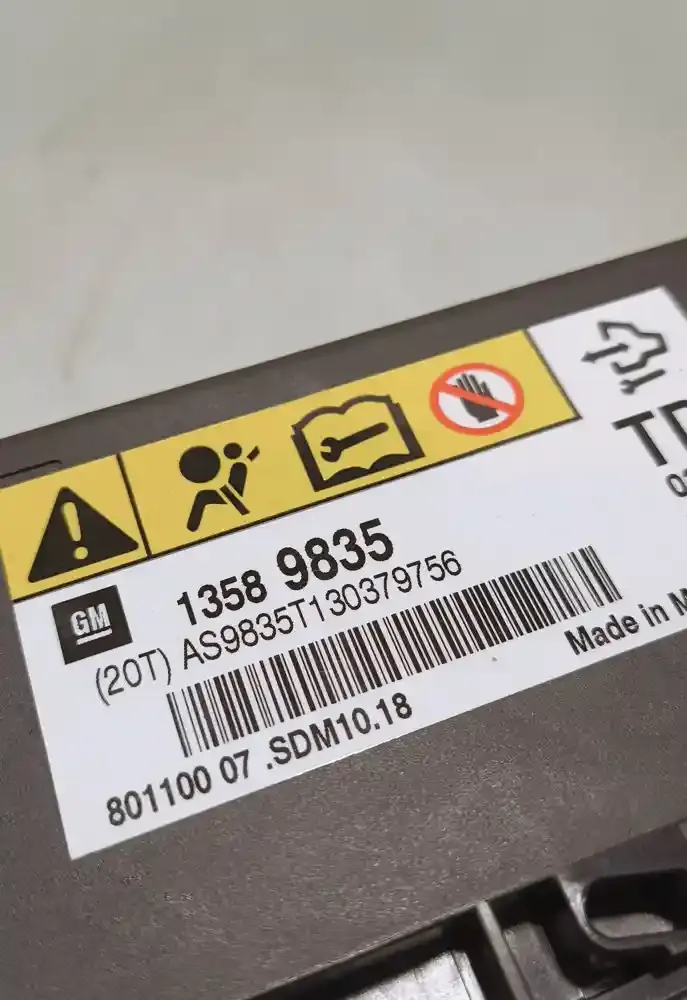 GM
1358 9835
(20T) AS9835T130379756
Made in
801100 07 .SDM10.18